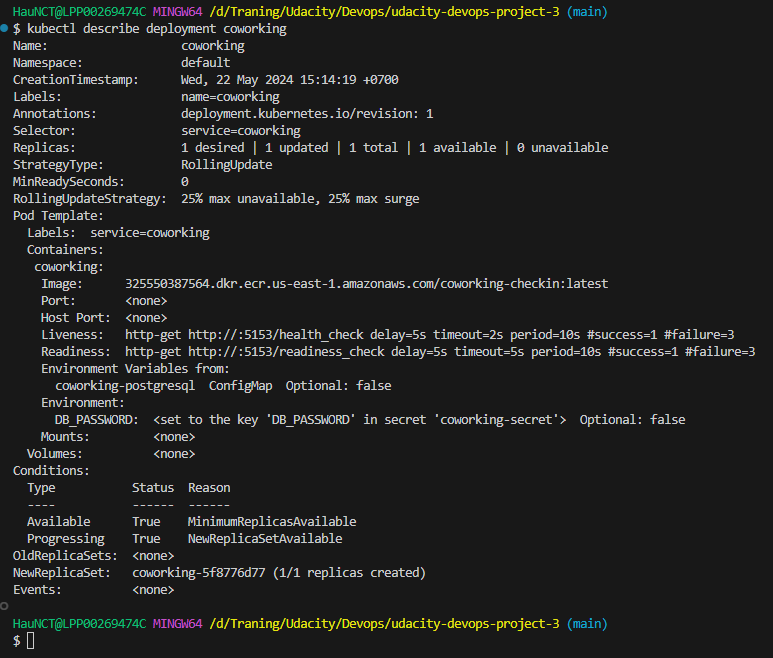 HauNCT@LPP00269474C MINGW64 /d/Traning/Udacity/Devops/udacity-devops-project-3 (main)
$ kubectl describe deployment coworking
Name:                   coworking
Namespace:              default
CreationTimestamp:      Wed, 22 May 2024 15:14:19 +0700
Labels:                 name=coworking
Annotations:            deployment.kubernetes.io/revision: 1
Selector:               service=coworking
Replicas:               1 desired | 1 updated | 1 total | 1 available | 0 unavailable
StrategyType:           RollingUpdate
MinReadySeconds:        0
RollingUpdateStrategy:  25% max unavailable, 25% max surge
Pod Template:
  Labels:  service=coworking
  Containers:
   coworking:
    Image:      325550387564.dkr.ecr.us-east-1.amazonaws.com/coworking-checkin:latest
    Port:       <none>
    Host Port:  <none>
    Liveness:   http-get http://:5153/health_check delay=5s timeout=2s period=10s #success=1 #failure=3
    Readiness:  http-get http://:5153/readiness_check delay=5s timeout=5s period=10s #success=1 #failure=3
    Environment Variables from:
      coworking-postgresql  ConfigMap  Optional: false
    Environment:
      DB_PASSWORD:  <set to the key 'DB_PASSWORD' in secret 'coworking-secret'>  Optional: false
    Mounts:         <none>
  Volumes:          <none>
Conditions:
  Type           Status  Reason
  ----           ------  ------
  Available      True    MinimumReplicasAvailable
  Progressing    True    NewReplicaSetAvailable
OldReplicaSets:  <none>
NewReplicaSet:   coworking-5f8776d77 (1/1 replicas created)
Events:          <none>
HauNCT@LPP00269474C MINGW64 /d/Traning/Udacity/Devops/udacity-devops-project-3 (main)
$